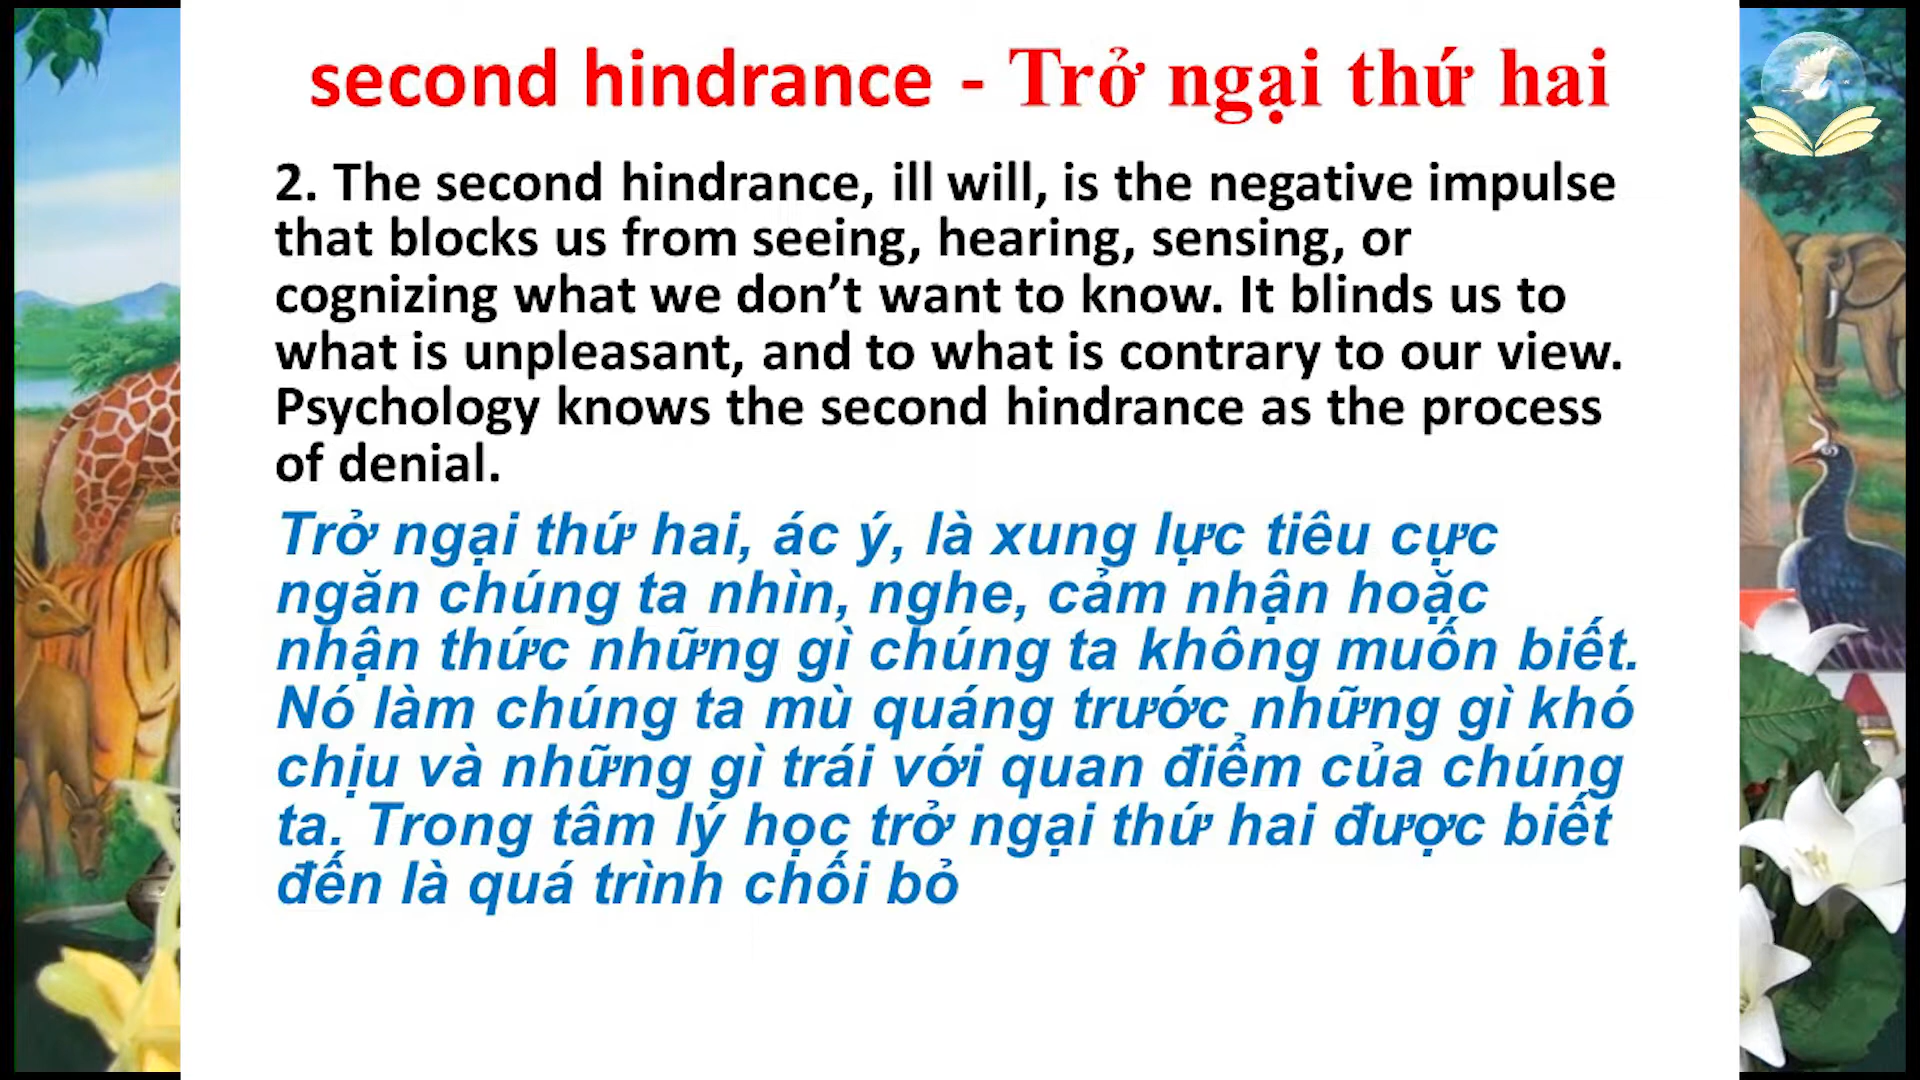 second hindrance - Trở ngại thứ hai
2. The second hindrance, ill will, is the negative impulse
that blocks us from seeing, hearing, sensing, or
cognizing what we don’t want to know. It blinds us to
what is unpleasant, and to what is contrary to our view.
Psychology knows the second hindrance as the process
of denial.
Trở ngại thứ hai, ác ý, là xung lực tiêu cực
ngăn chúng ta nhìn, nghe, cảm nhận hoặc
nhận thức những gì chúng ta không muốn biết.
Nó làm chúng ta mù quáng trước những gì khó
chịu và những gì trái với quan điểm của chúng
ta. Trong tâm lý học trở ngại thứ hai được biết
đến là quá trình chối bỏ